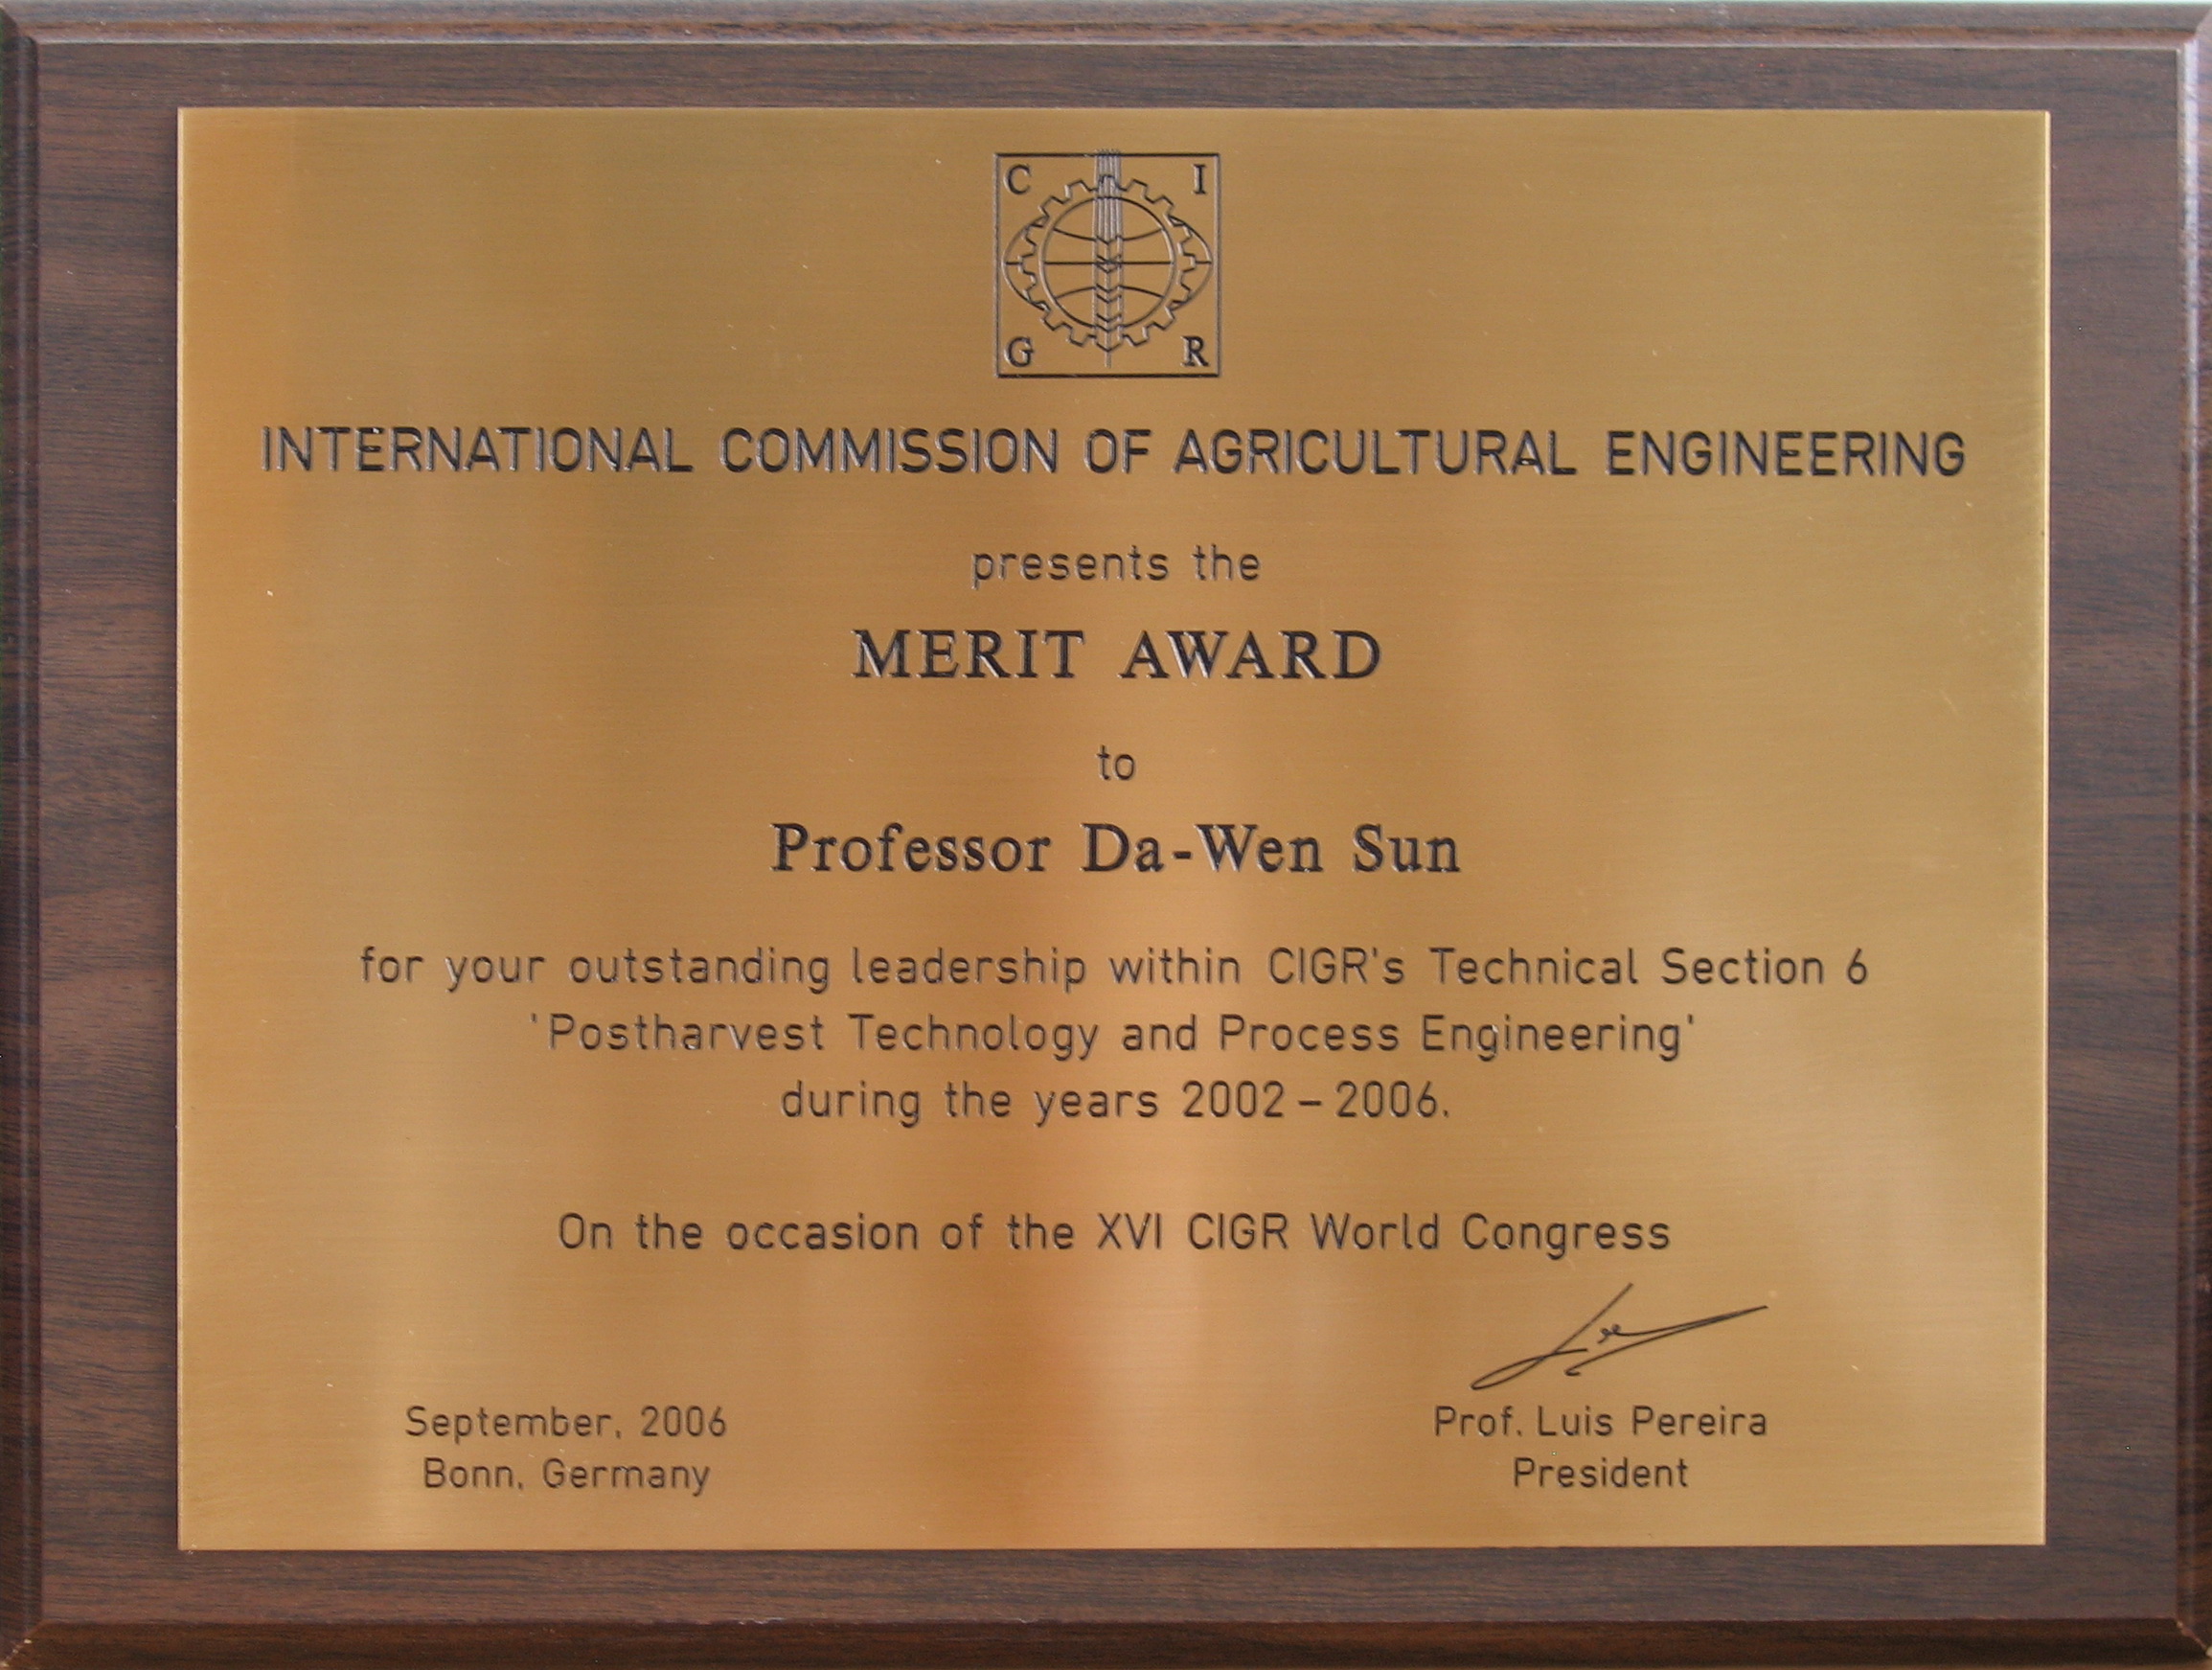 C I
G R
INTERNATIONAL COMMISSION OF AGRICULTURAL ENGINEERING
presents the
MERIT AWARD
to
Professor Da-Wen Sun
for your outstanding leadership within CIGR's Technical Section 6
'Postharvest Technology and Process Engineering'
during the years 2002 – 2006.
On the occasion of the XVI CIGR World Congress
September, 2006
Bonn, Germany
Prof. Luis Pereira
President